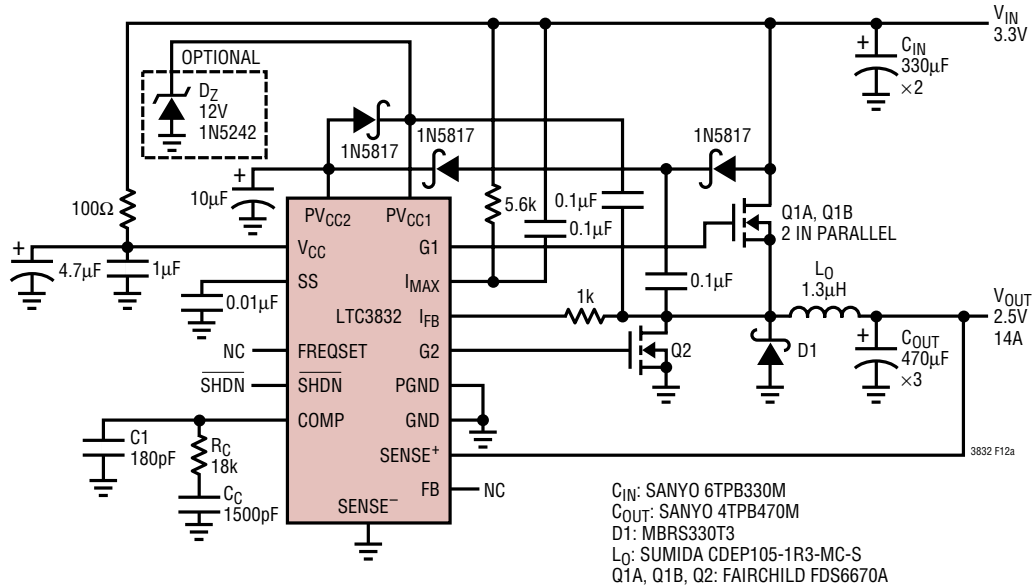 VIN
3.3V
OPTIONAL
+
CIN
330µF
×2
DZ
12V
1N5242
1N5817
1N5817
1N5817
+
10µF
100Ω
5.6k
0.1µF
0.1µF
Q1A, Q1B
2 IN PARALLEL
PVCC2
PVCC1
+
4.7µF
1µF
VCC
G1
SS
IMAX
0.1µF
LO
1.3µH
0.01µF
LTC3832
IFB
1k
VOUT
2.5V
14A
NC
FREQSET
G2
Q2
D1
+
COUT
470µF
×3
SHDN
SHDN
PGND
COMP
GND
C1
180pF
RC
18k
SENSE+
3832 F12a
CC
1500pF
FB
NC
SENSE–
CIN: SANYO 6TPB330M
COUT: SANYO 4TPB470M
D1: MBRS330T3
LO: SUMIDA CDEP105-1R3-MC-S
Q1A, Q1B, Q2: FAIRCHILD FDS6670A